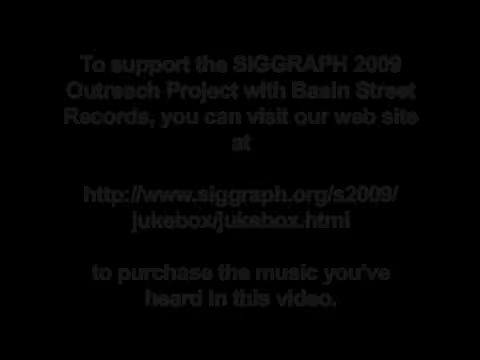 To support the SIGGRAPH 2009
Outreach Project with Basin Street
Records, you can visit our web site
at
http://www.siggraph.org/s2009/
jukebox/jukebox.html
to purchase the music you've
heard in this video.